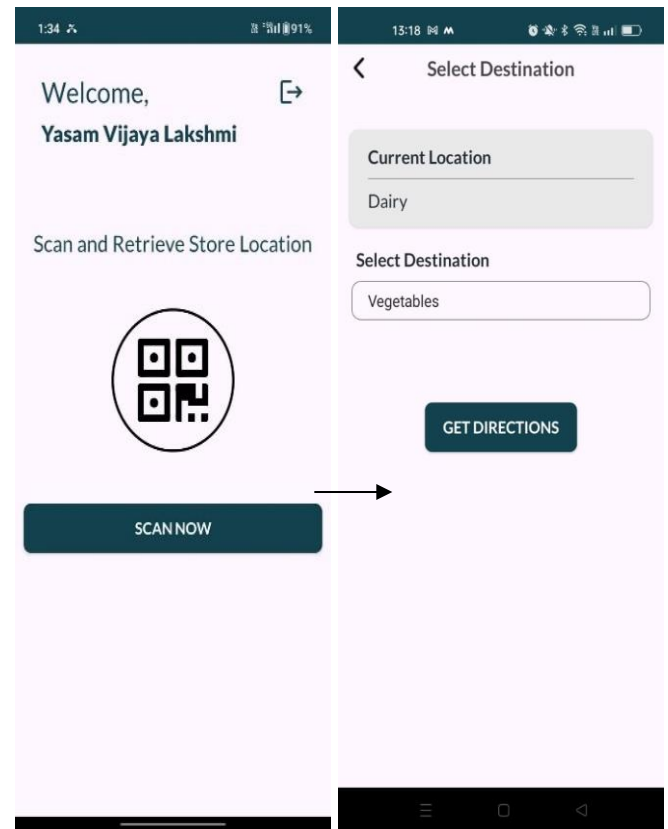 1:34 91%
Welcome,
Yasam Vijaya Lakshmi
Scan and Retrieve Store Location
SCAN NOW
13:18
Select Destination
Current Location
Dairy
Select Destination
Vegetables
GET DIRECTIONS